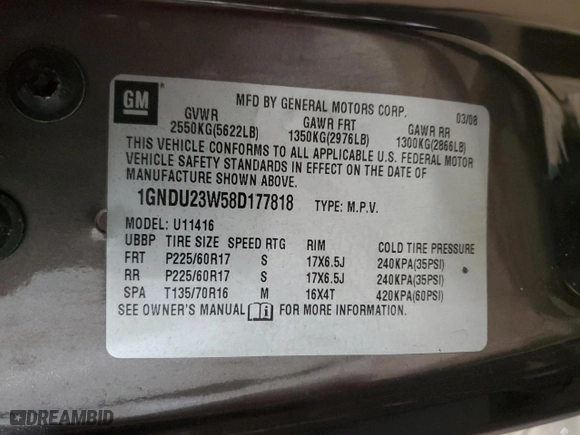 GM
MFD BY GENERAL MOTORS CORP. 03/08
GVWR GAWR FRT GAWR RR
2550KG(5622LB) 1350KG(2976LB) 1300KG(2866LB)
THIS VEHICLE CONFORMS TO ALL APPLICABLE U.S. FEDERAL MOTOR
VEHICLE SAFETY STANDARDS IN EFFECT ON THE DATE OF
MANUFACTURE SHOWN ABOVE.
1GNDU23W58D177818 TYPE: M.P.V.
MODEL: U11416
UBBP TIRE SIZE SPEED RTG RIM COLD TIRE PRESSURE
FRT P225/60R17 S 17X6.5J 240KPA(35PSI)
RR P225/60R17 S 17X6.5J 240KPA(35PSI)
SPA T135/70R16 M 16X4T 420KPA(60PSI)
SEE OWNER'S MANUAL FOR MORE INFORMATION.
DREAMBID